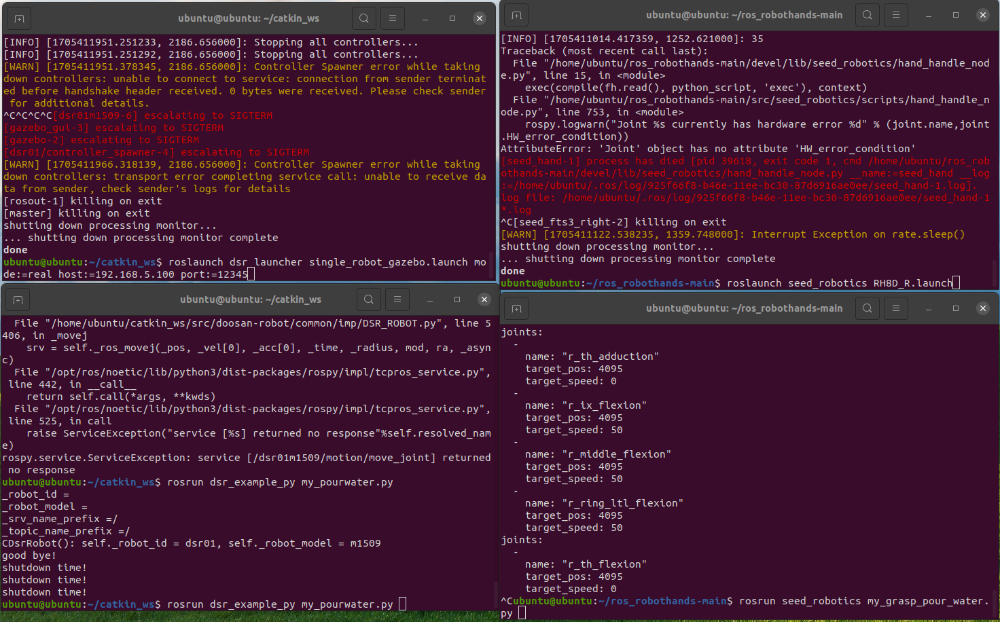 ubuntu@ubuntu: ~/catkin_ws
[INFO] [1705411951.251233, 2186.656000]: Stopping all controllers...
[INFO] [1705411951.251292, 2186.656000]: Stopping all controllers...
[WARN] [1705411951.378345, 2186.656000]: Controller Spawner error while taking
down controllers: unable to connect to service: connection from sender terminat
ed before handshake header received. 0 bytes were received. Please check sender
 for additional details.
^C^C^C^C[dsr01m1509-6] escalating to SIGTERM
[gazebo_gui-3] escalating to SIGTERM
[gazebo-2] escalating to SIGTERM
[dsr01/controller_spawner-4] escalating to SIGTERM
[WARN] [1705411966.318139, 2186.656000]: Controller Spawner error while taking
down controllers: transport error completing service call: unable to receive da
ta from sender, check sender's logs for details
[rosout-1] killing on exit
[master] killing on exit
shutting down processing monitor...
... shutting down processing monitor complete
done
ubuntu@ubuntu:~/catkin_ws$ roslaunch dsr_launcher single_robot_gazebo.launch mo
de:=real host:=192.168.5.100 port:=12345
ubuntu@ubuntu: ~/ros_robothands-main
[INFO] [1705411014.417359, 1252.621000]: 35
Traceback (most recent call last):
  File "/home/ubuntu/ros_robothands-main/devel/lib/seed_robotics/hand_handle_nod
e.py", line 15, in <module>
    exec(compile(fh.read(), python_script, 'exec'), context)
  File "/home/ubuntu/ros_robothands-main/src/seed_robotics/scripts/hand_handle_n
ode.py", line 753, in <module>
    rospy.logwarn("Joint %s currently has hardware error %d" % (joint.name,joint
.HW_error_condition))
AttributeError: 'Joint' object has no attribute 'HW_error_condition'
[seed_hand-1] process has died [pid 39618, exit code 1, cmd /home/ubuntu/ros_rob
othands-main/devel/lib/seed_robotics/hand_handle_node.py __name:=seed_hand __log
:=/home/ubuntu/.ros/log/925f66f8-b46e-11ee-bc30-87d6916ae0ee/seed_hand-1.log].
log file: /home/ubuntu/.ros/log/925f66f8-b46e-11ee-bc30-87d6916ae0ee/seed_hand-1
*.log
^C[seed_fts3_right-2] killing on exit
[WARN] [1705411122.538235, 1359.748000]: Interrupt Exception on rate.sleep()
shutting down processing monitor...
... shutting down processing monitor complete
done
ubuntu@ubuntu:~/ros_robothands-main$ roslaunch seed_robotics RH8D_R.launch
ubuntu@ubuntu: ~/catkin_ws
  File "/home/ubuntu/catkin_ws/src/doosan-robot/common/imp/DSR_ROBOT.py", line 5
406, in _movej
    srv = self._ros_movej(_pos, _vel[0], _acc[0], _time, _radius, mod, ra, _asyn
c)
  File "/opt/ros/noetic/lib/python3/dist-packages/rospy/impl/tcpros_service.py",
 line 442, in __call__
    return self.call(*args, **kwds)
  File "/opt/ros/noetic/lib/python3/dist-packages/rospy/impl/tcpros_service.py",
 line 525, in call
    raise ServiceException("service [%s] returned no response"%self.resolved_nam
e)
rospy.service.ServiceException: service [/dsr01m1509/motion/move_joint] returned
 no response
ubuntu@ubuntu:~/catkin_ws$ rosrun dsr_example_py my_pourwater.py
_robot_id =
_robot_model =
_srv_name_prefix =/
_topic_name_prefix =/
CDsrRobot(): self._robot_id = dsr01, self._robot_model = m1509
good bye!
shutdown time!
shutdown time!
shutdown time!
ubuntu@ubuntu:~/catkin_ws$ rosrun dsr_example_py my_pourwater.py
ubuntu@ubuntu: ~/ros_robothands-main
joints:
  -
    name: "r_th_adduction"
    target_pos: 4095
    target_speed: 0
  -
    name: "r_ix_flexion"
    target_pos: 4095
    target_speed: 50
  -
    name: "r_middle_flexion"
    target_pos: 4095
    target_speed: 50
  -
    name: "r_ring_ltl_flexion"
    target_pos: 4095
    target_speed: 50
joints:
  -
    name: "r_th_flexion"
    target_pos: 4095
    target_speed: 0
^Cubuntu@ubuntu:~/ros_robothands-main$ rosrun seed_robotics my_grasp_pour_water.
py